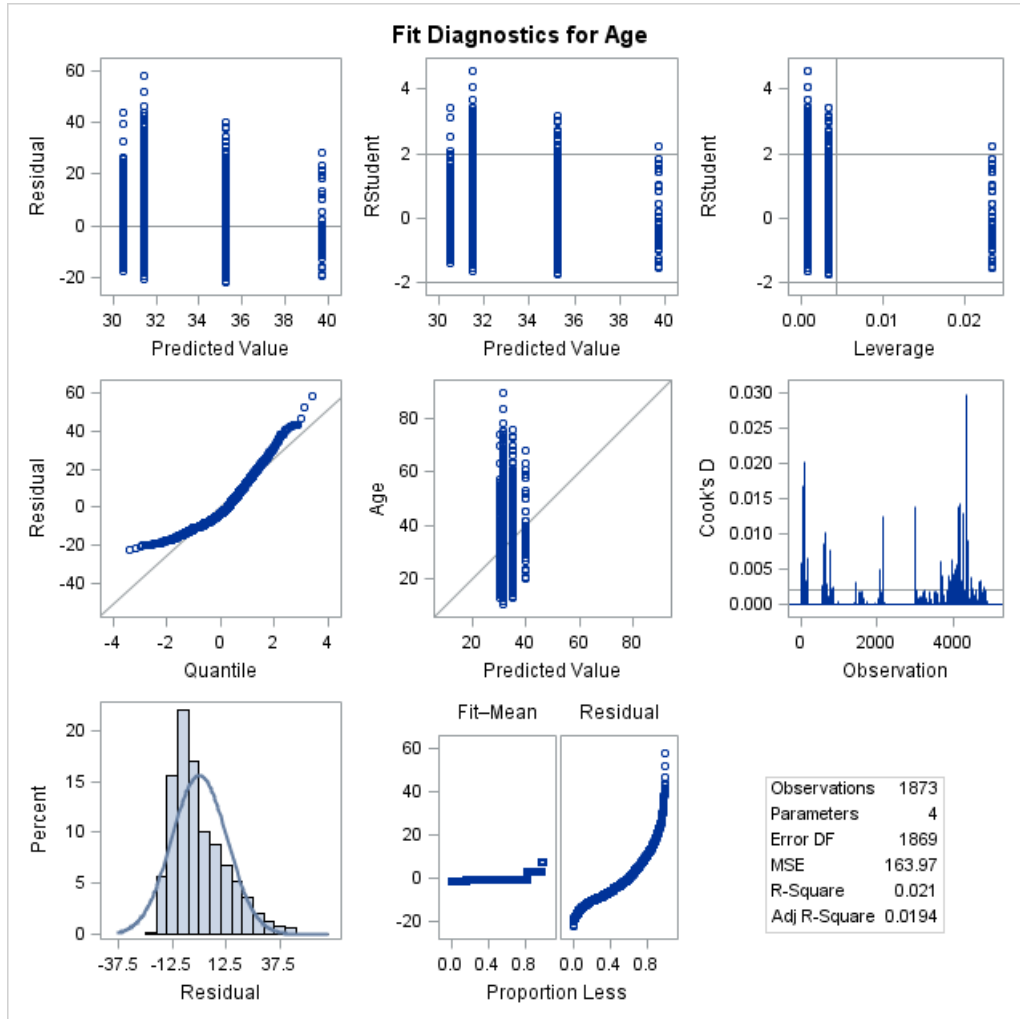 Fit Diagnostics for Age
60
40
20
0
-20
Residual
30 32 34 36 38 40
Predicted Value
4
2
0
-2
RStudent
30 32 34 36 38 40
Predicted Value
4
2
0
-2
RStudent
0.00 0.01 0.02
Leverage
60
40
20
0
-20
-40
Residual
-4 -2 0 2 4
Quantile
80
60
40
20
Age
20 40 60 80
Predicted Value
0.030
0.025
0.020
0.015
0.010
0.005
0.000
Cook's D
0 2000 4000
Observation
20
15
10
5
0
Percent
-37.5 -12.5 12.5 37.5
Residual
Fit–Mean Residual
60
40
20
0
-20
0.0 0.4 0.8 0.0 0.4 0.8
Proportion Less
Observations 1873
Parameters 4
Error DF 1869
MSE 163.97
R-Square 0.021
Adj R-Square 0.0194